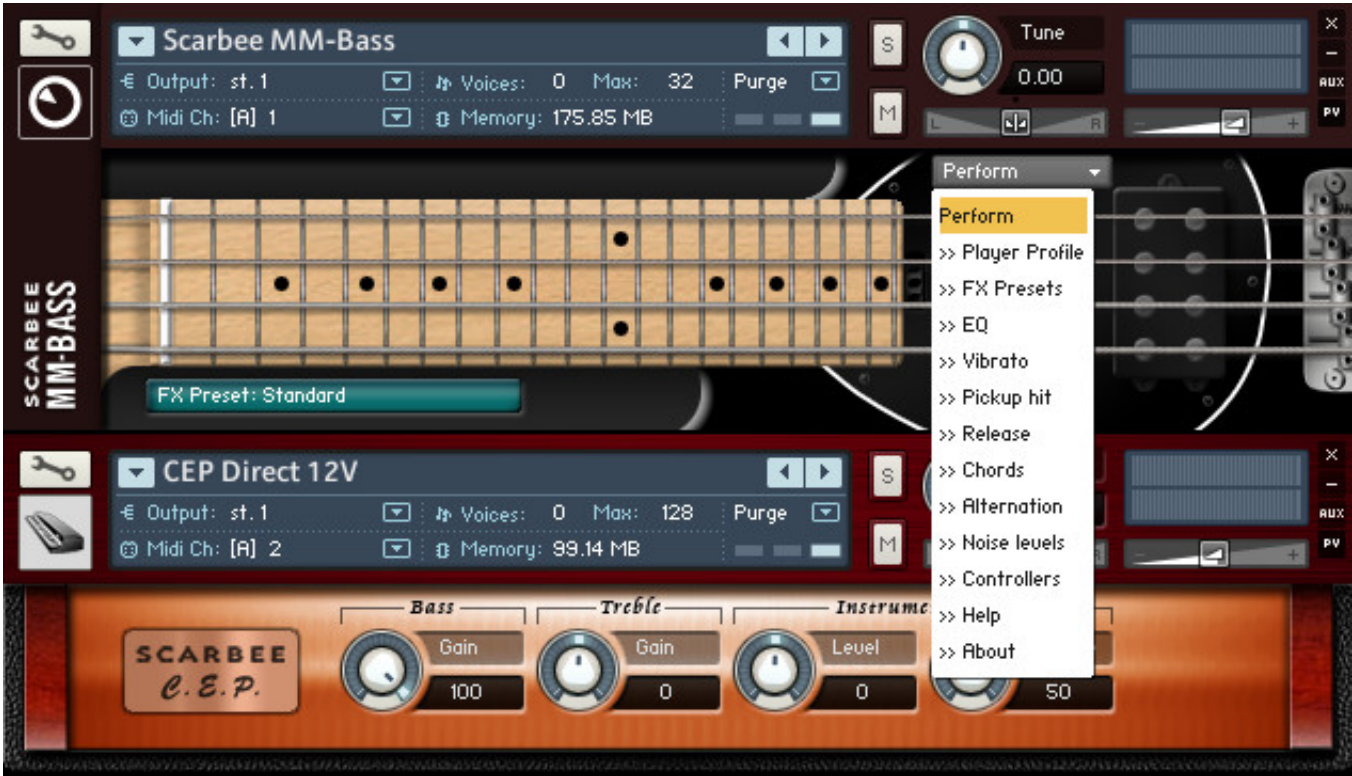 Scarbee MM-Bass
Output: st. 1
Voices: 0 Max: 32
Purge
Midi Ch: [A] 1
Memory: 175.85 MB
S
M
Tune
0.00
L
R
×
–
AUX
PV
– +
SCARBEE
MM-BASS
Perform
Perform
>> Player Profile
>> FX Presets
>> EQ
>> Vibrato
>> Pickup hit
>> Release
>> Chords
>> Alternation
>> Noise levels
>> Controllers
>> Help
>> About
FX Preset: Standard
CEP Direct 12V
Output: st. 1
Voices: 0 Max: 128
Purge
Midi Ch: [A] 2
Memory: 99.14 MB
S
M
R
×
–
AUX
PV
– +
SCARBEE
C.E.P.
Bass
Gain
100
Treble
Gain
0
Instrume
Level
0
50